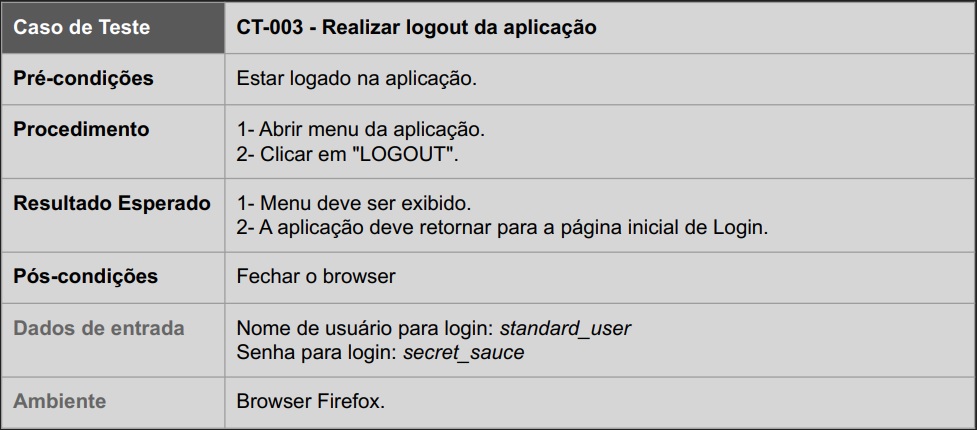 Caso de Teste
CT-003 - Realizar logout da aplicação
Pré-condições
Estar logado na aplicação.
Procedimento
1- Abrir menu da aplicação.
2- Clicar em "LOGOUT".
Resultado Esperado
1- Menu deve ser exibido.
2- A aplicação deve retornar para a página inicial de Login.
Pós-condições
Fechar o browser
Dados de entrada
Nome de usuário para login: standard_user
Senha para login: secret_sauce
Ambiente
Browser Firefox.